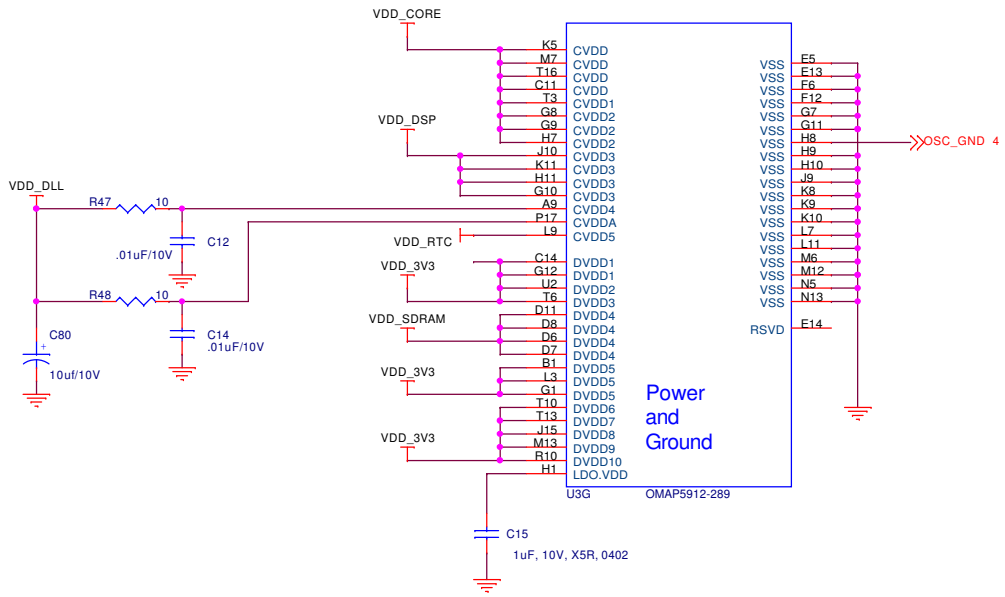 VDD_CORE
VDD_DSP
VDD_DLL
R47 10
C12
.01uF/10V
VDD_RTC
VDD_3V3
R48 10
C14
.01uF/10V
VDD_SDRAM
C80
+
10uf/10V
VDD_3V3
VDD_3V3
K5 CVDD
M7 CVDD
T16 CVDD
C11 CVDD
T3 CVDD1
G8 CVDD2
G9 CVDD2
H7 CVDD2
J10 CVDD3
K11 CVDD3
H11 CVDD3
G10 CVDD3
A9 CVDD4
P17 CVDDA
L9 CVDD5
C14 DVDD1
G12 DVDD1
U2 DVDD2
T6 DVDD3
D11 DVDD4
D8 DVDD4
D6 DVDD4
D7 DVDD4
B1 DVDD5
L3 DVDD5
G1 DVDD5
T10 DVDD6
T13 DVDD7
J15 DVDD8
M13 DVDD9
R10 DVDD10
H1 LDO.VDD
VSS E5
VSS E13
VSS F6
VSS F12
VSS G7
VSS G11
VSS H8
OSC_GND 4
VSS H9
VSS H10
VSS J9
VSS K8
VSS K9
VSS K10
VSS L7
VSS L11
VSS M6
VSS M12
VSS N5
VSS N13
RSVD E14
Power
and
Ground
U3G OMAP5912-289
C15
1uF, 10V, X5R, 0402